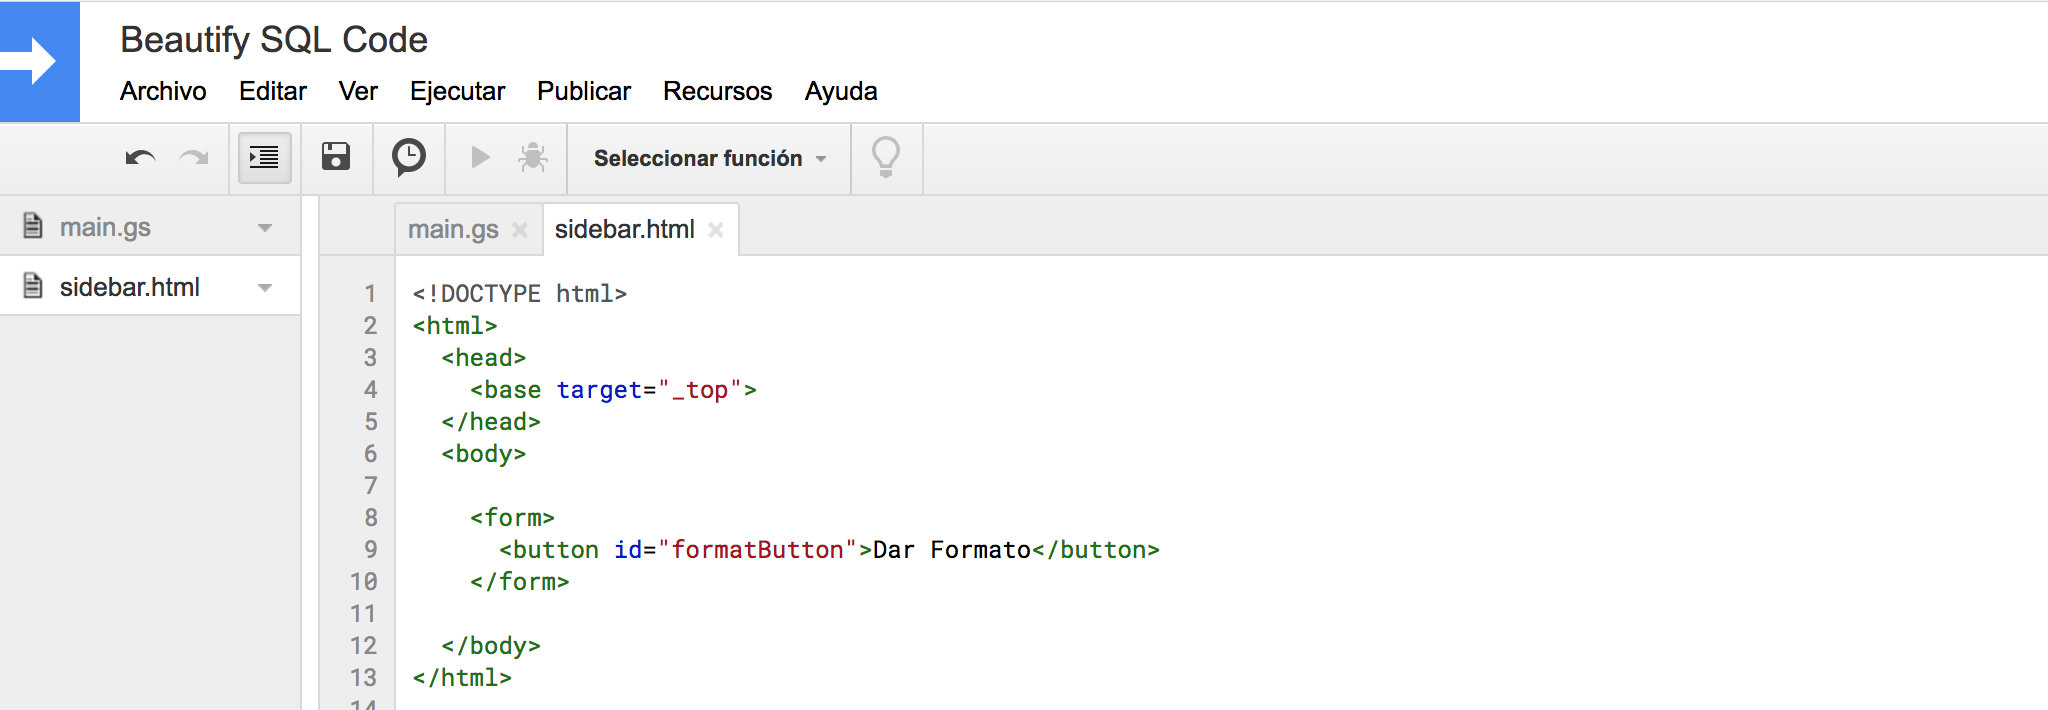 Beautify SQL Code
Archivo Editar Ver Ejecutar Publicar Recursos Ayuda
Seleccionar función
main.gs
sidebar.html
main.gs sidebar.html
1 <!DOCTYPE html>
2 <html>
3 <head>
4 <base target="_top">
5 </head>
6 <body>
7
8 <form>
9 <button id="formatButton">Dar Formato</button>
10 </form>
11
12 </body>
13 </html>
14